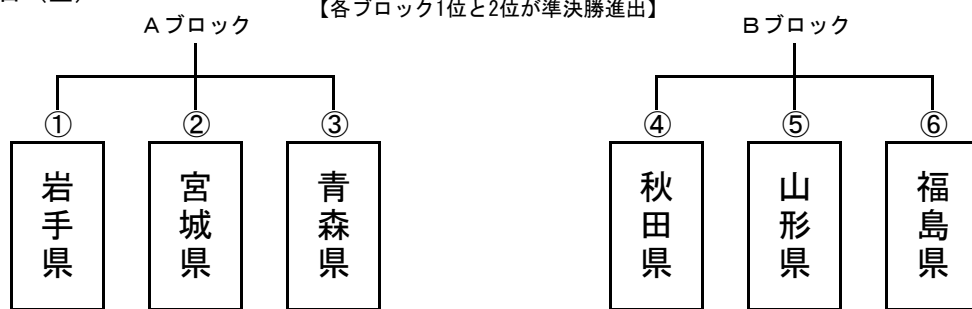 【各ブロック1位と2位が準決勝進出】
Aブロック
Bブロック
① ② ③ ④ ⑤ ⑥
岩手県
宮城県
青森県
秋田県
山形県
福島県